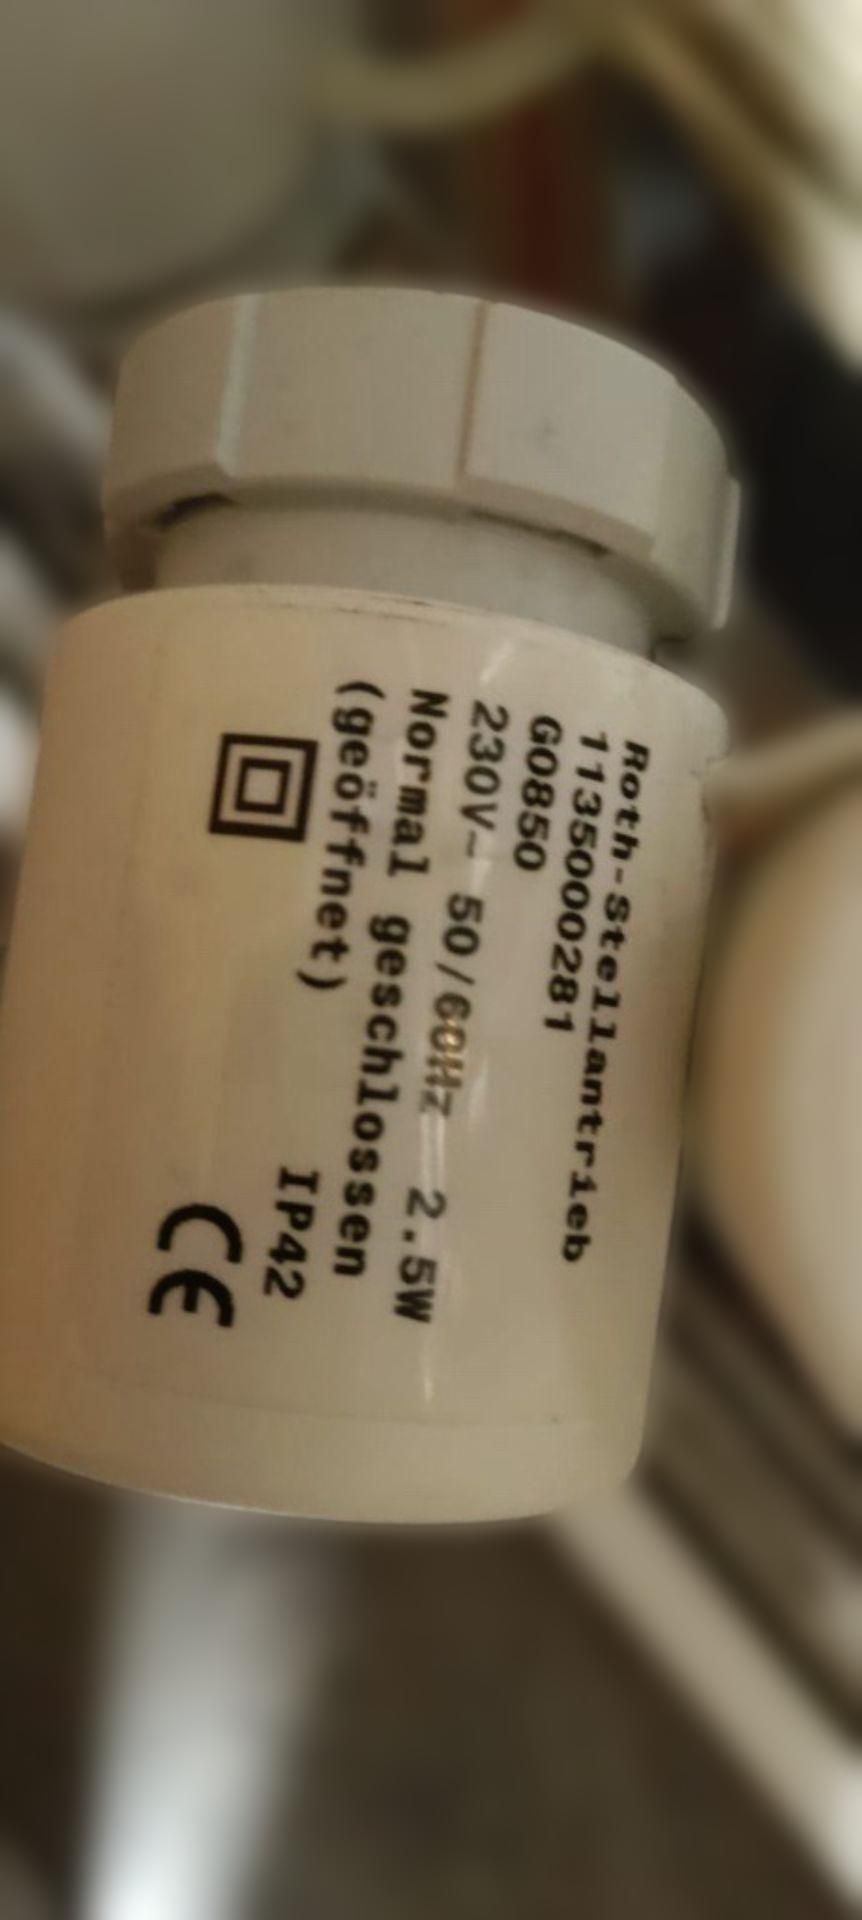 Roth-Stellantrieb
1135000281
G0850
230V~ 50/60Hz 2.5W
Normal geschlossen
(geöffnet)
IP42
CE